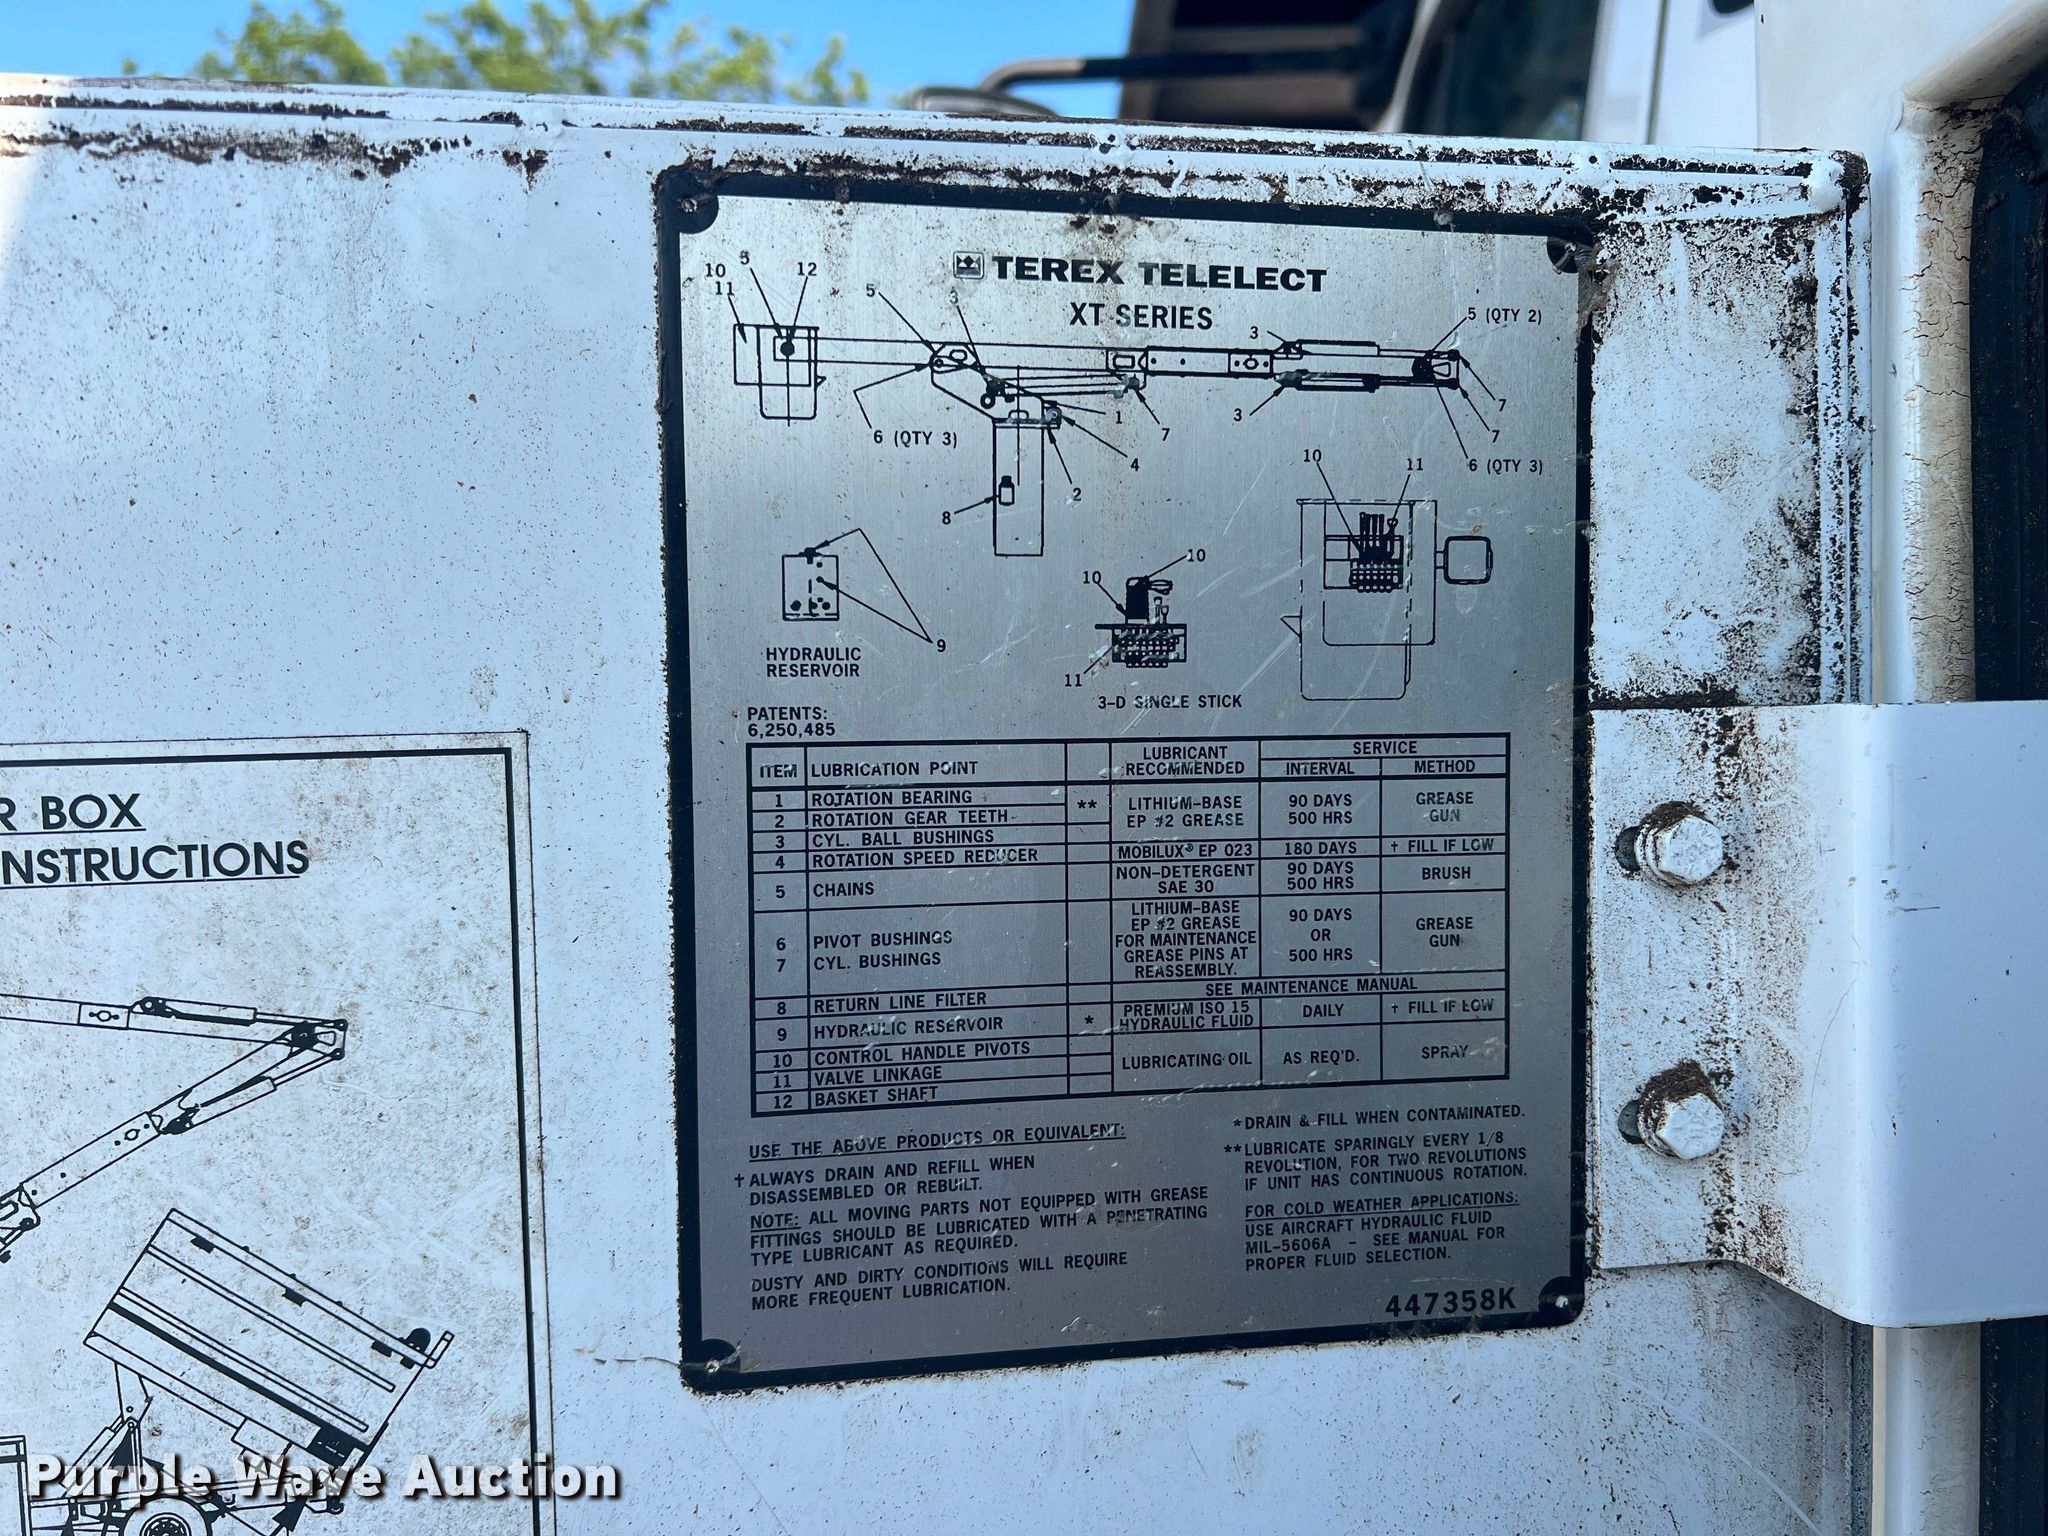 TEREX TELELECT
XT SERIES
10
5
12
11
5
3
3
5 (QTY 2)
6 (QTY 3)
1
7
4
2
8
3
7
7
6 (QTY 3)
10
11
9
HYDRAULIC
RESERVOIR
10
10
11
3-D SINGLE STICK
PATENTS:
6,250,485
ITEM LUBRICATION POINT LUBRICANT RECOMMENDED SERVICE
INTERVAL METHOD
1 ROTATION BEARING ** LITHIUM-BASE EP #2 GREASE 90 DAYS 500 HRS GREASE GUN
2 ROTATION GEAR TEETH
3 CYL. BALL BUSHINGS
4 ROTATION SPEED REDUCER MOBILUX® EP 023 180 DAYS † FILL IF LOW
5 CHAINS NON-DETERGENT SAE 30 90 DAYS 500 HRS BRUSH
6 PIVOT BUSHINGS LITHIUM-BASE EP #2 GREASE FOR MAINTENANCE GREASE PINS AT REASSEMBLY. 90 DAYS OR 500 HRS GREASE GUN
7 CYL. BUSHINGS
8 RETURN LINE FILTER SEE MAINTENANCE MANUAL
9 HYDRAULIC RESERVOIR * PREMIUM ISO 15 HYDRAULIC FLUID DAILY † FILL IF LOW
10 CONTROL HANDLE PIVOTS LUBRICATING OIL AS REQ'D. SPRAY
11 VALVE LINKAGE
12 BASKET SHAFT
USE THE ABOVE PRODUCTS OR EQUIVALENT:
† ALWAYS DRAIN AND REFILL WHEN
DISASSEMBLED OR REBUILT.
NOTE: ALL MOVING PARTS NOT EQUIPPED WITH GREASE
FITTINGS SHOULD BE LUBRICATED WITH A PENETRATING
TYPE LUBRICANT AS REQUIRED.
DUSTY AND DIRTY CONDITIONS WILL REQUIRE
MORE FREQUENT LUBRICATION.
* DRAIN & FILL WHEN CONTAMINATED.
** LUBRICATE SPARINGLY EVERY 1/8
REVOLUTION, FOR TWO REVOLUTIONS
IF UNIT HAS CONTINUOUS ROTATION.
FOR COLD WEATHER APPLICATIONS:
USE AIRCRAFT HYDRAULIC FLUID
MIL-5606A - SEE MANUAL FOR
PROPER FLUID SELECTION.
447358K
R BOX
NSTRUCTIONS
Purple Wave Auction